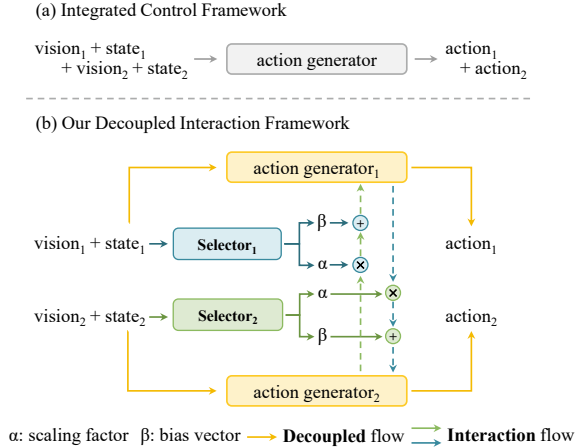 (a) Integrated Control Framework
vision₁ + state₁
+ vision₂ + state₂
action generator
action₁
+ action₂
(b) Our Decoupled Interaction Framework
action generator₁
vision₁ + state₁
Selector₁
β
+
α
×
action₁
vision₂ + state₂
Selector₂
α
×
β
+
action₂
action generator₂
α: scaling factor β: bias vector Decoupled flow Interaction flow